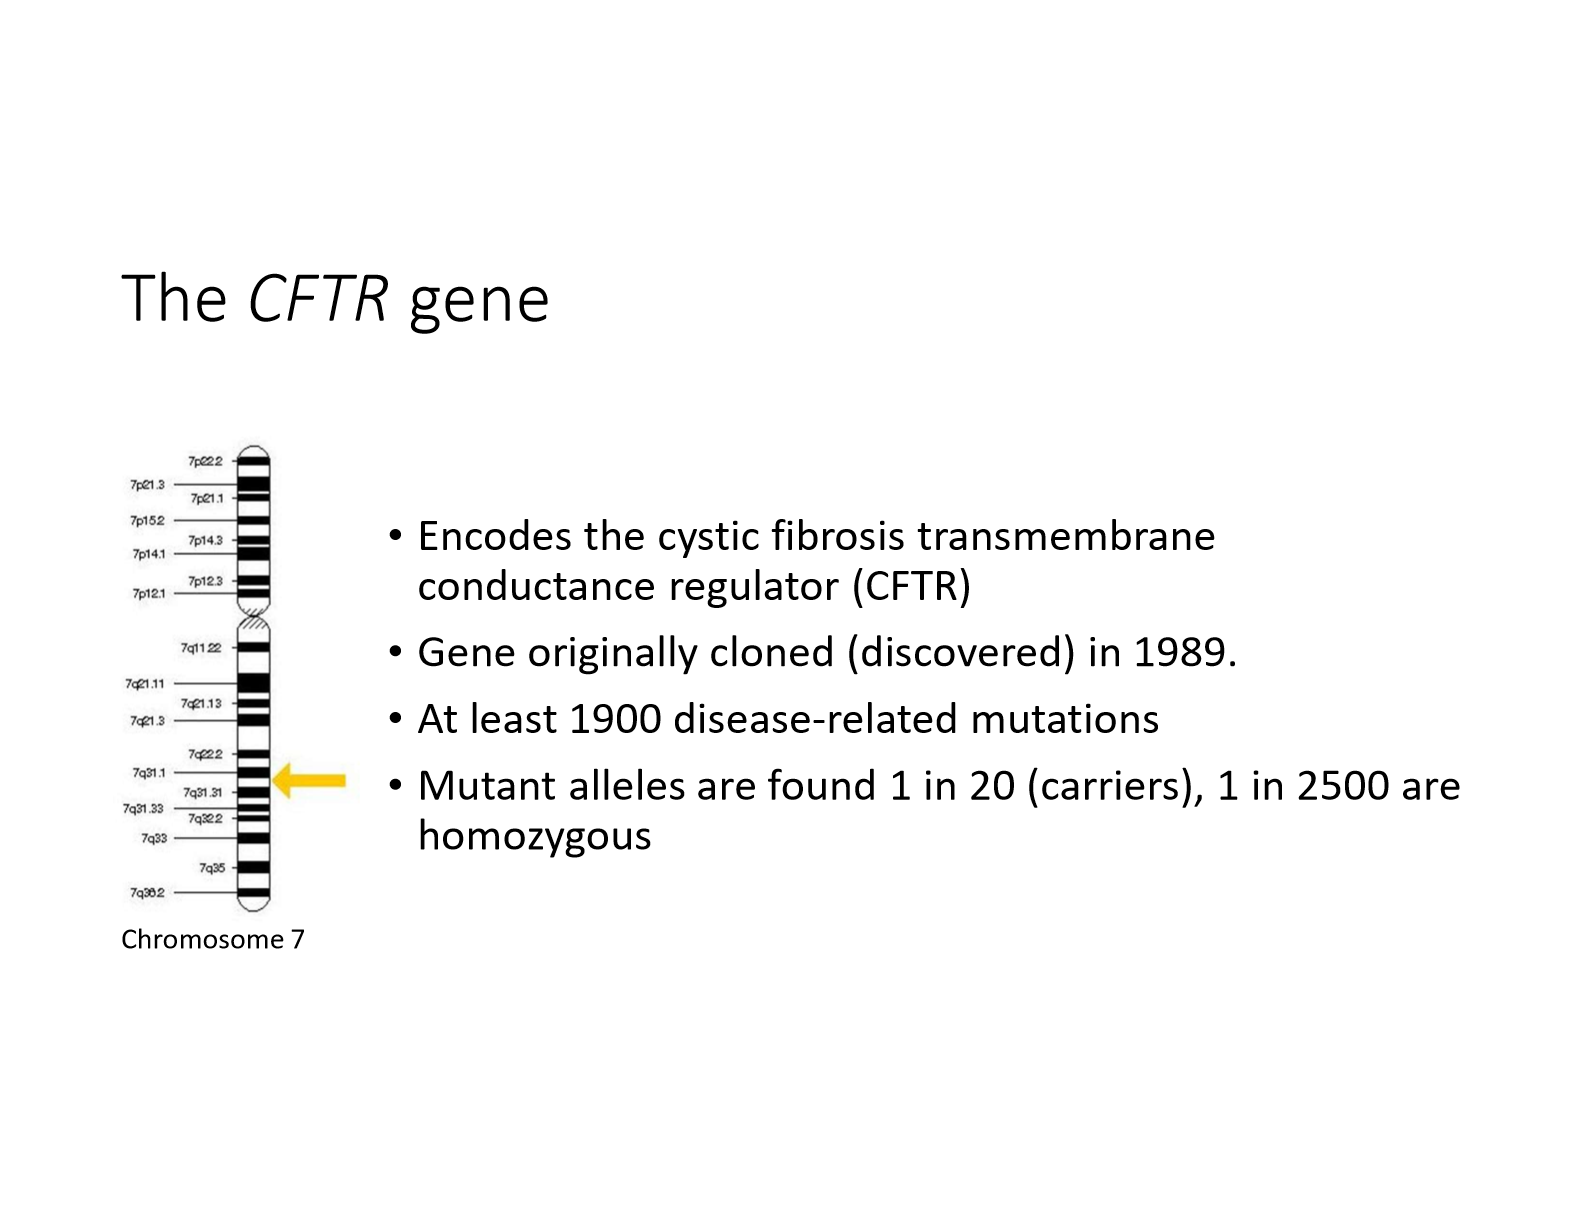 The CFTR gene
7p22.2
7p21.3
7p21.1
7p15.2
7p14.3
7p14.1
7p12.3
7p12.1
7q11.22
7q21.11
7q21.13
7q21.3
7q22.2
7q31.1
7q31.31
7q31.33
7q32.2
7q33
7q35
7q36.2
Chromosome 7
• Encodes the cystic fibrosis transmembrane
conductance regulator (CFTR)
• Gene originally cloned (discovered) in 1989.
• At least 1900 disease-related mutations
• Mutant alleles are found 1 in 20 (carriers), 1 in 2500 are
homozygous